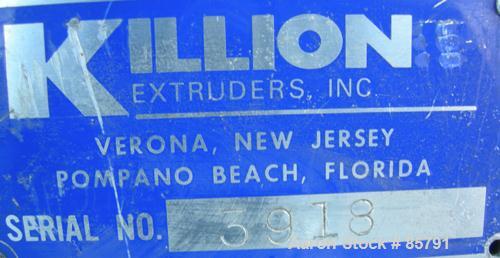 KILLION
EXTRUDERS, INC
VERONA, NEW JERSEY
POMPANO BEACH, FLORIDA
SERIAL NO. 3918
Aaron Stock # 85791